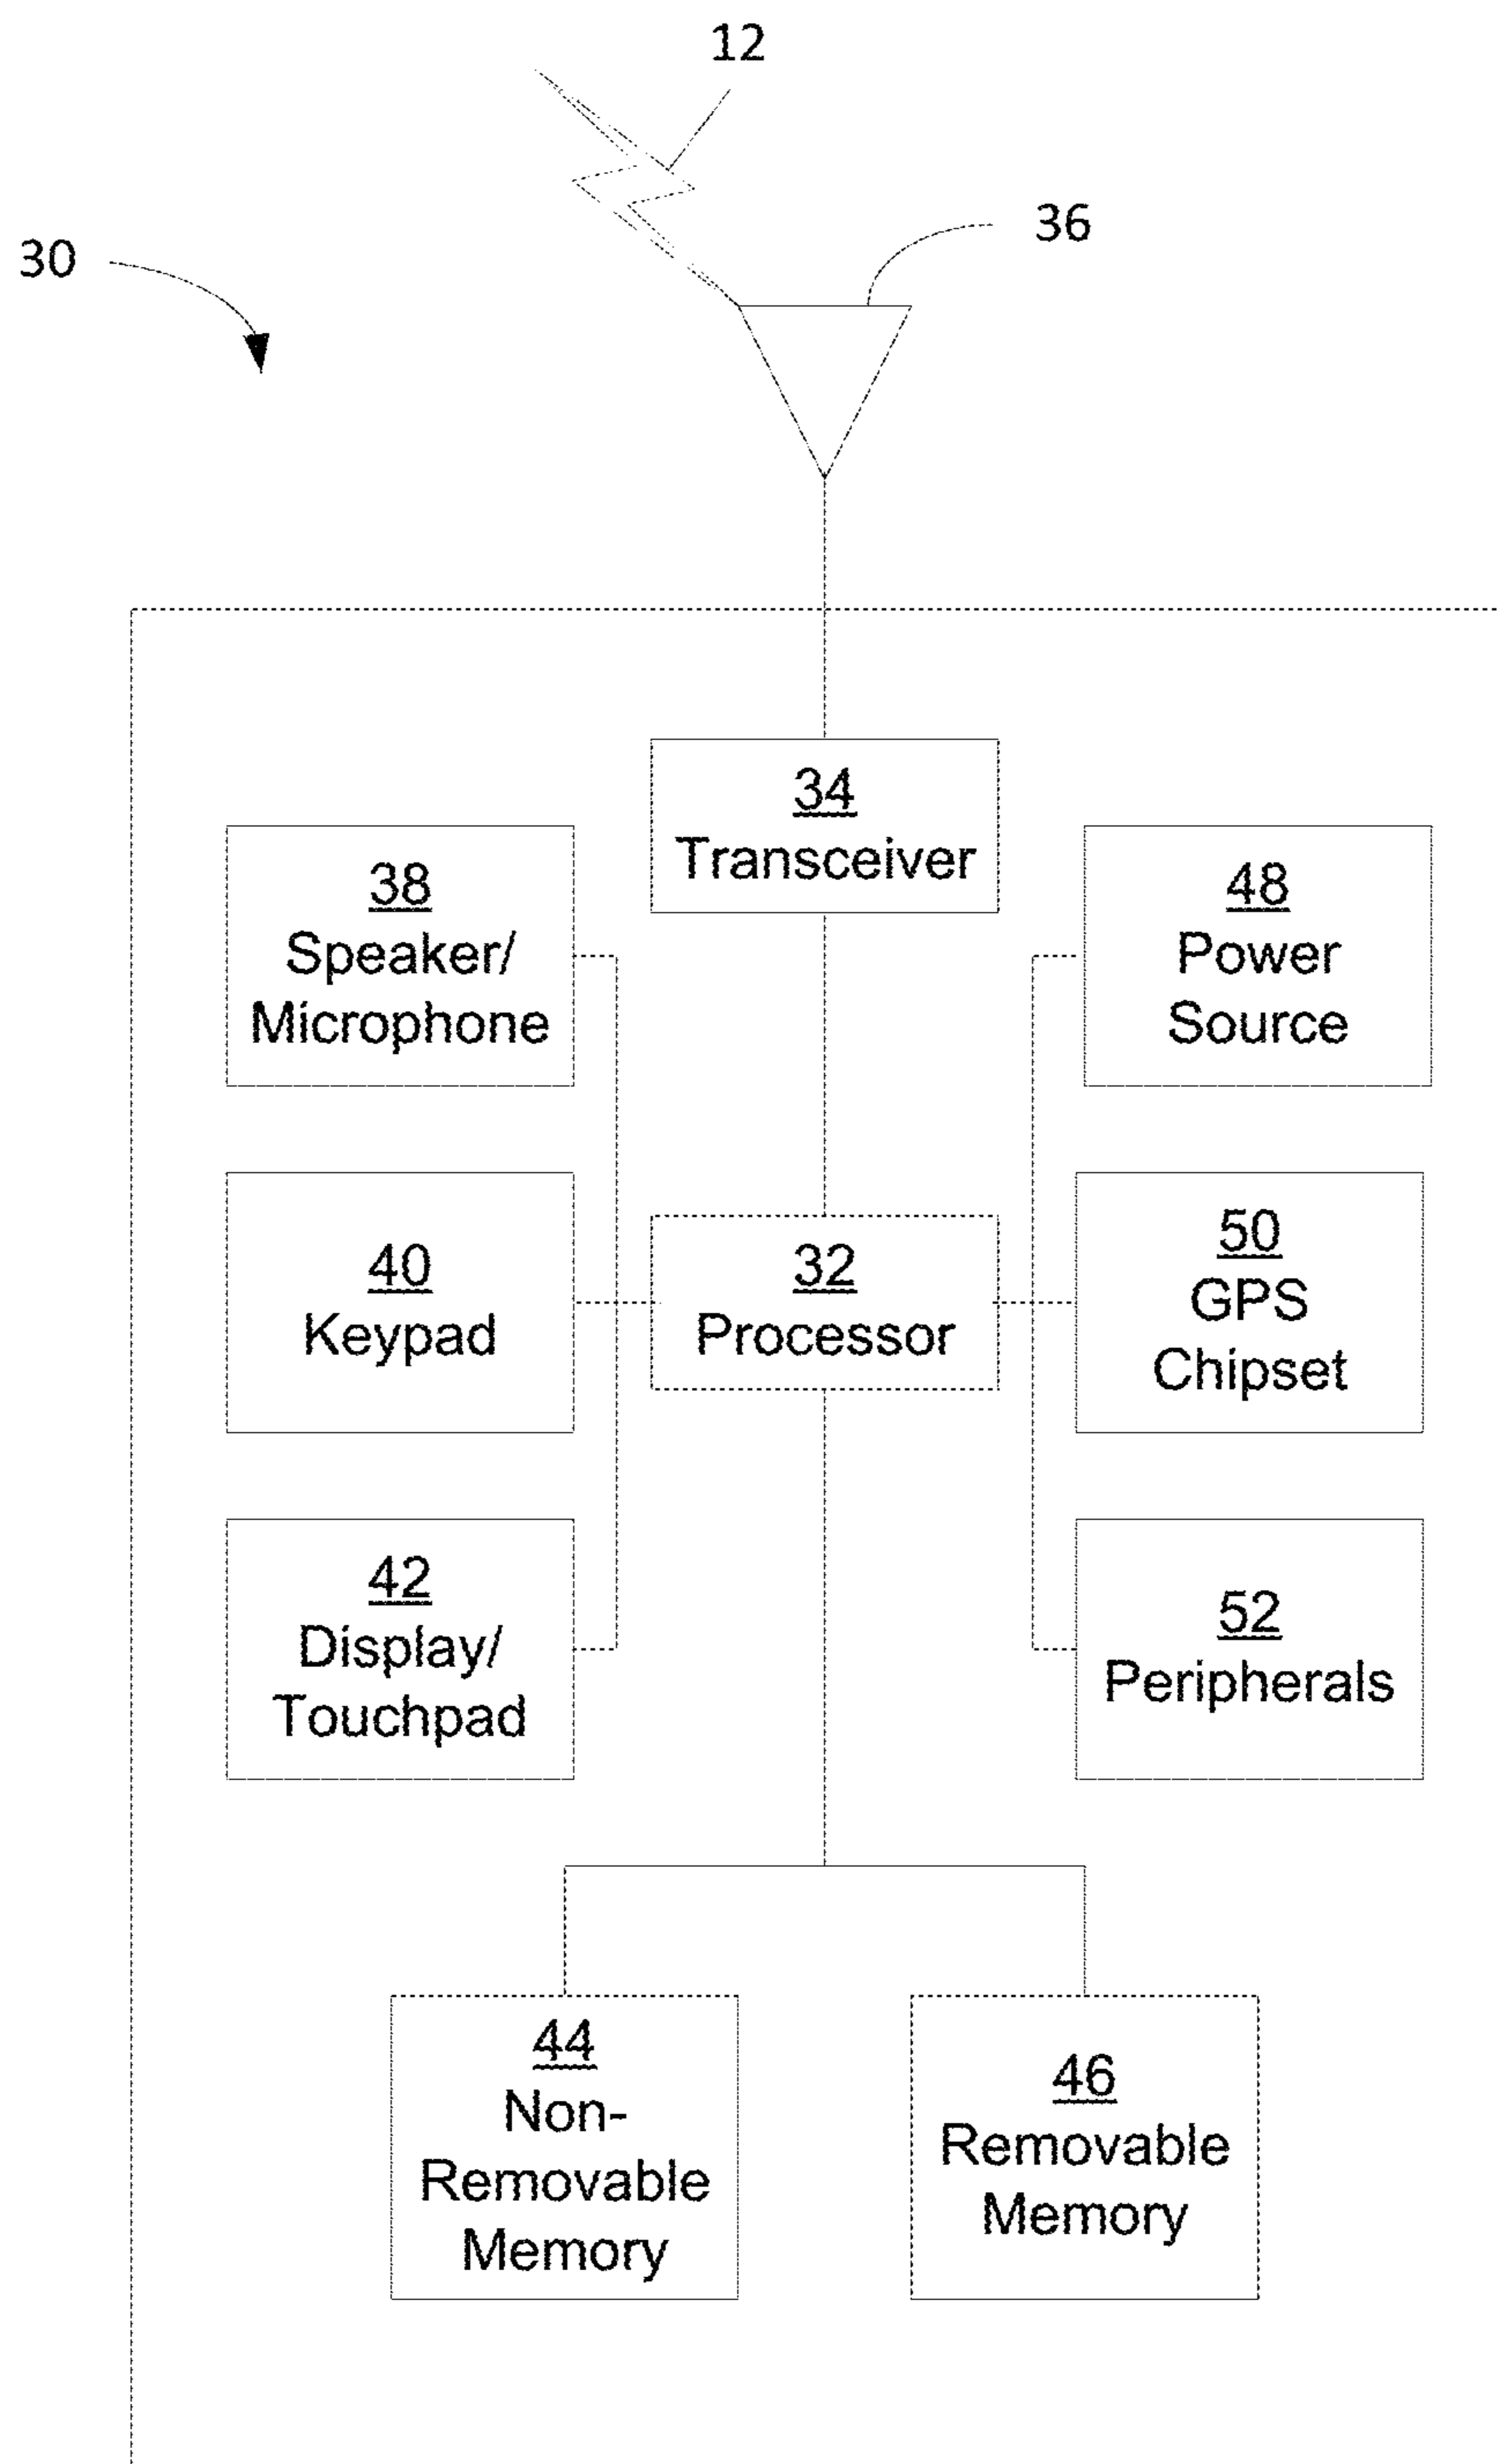 12
36
30
34
Transceiver
38
Speaker/
Microphone
48
Power
Source
40
Keypad
32
Processor
50
GPS
Chipset
42
Display/
Touchpad
52
Peripherals
44
Non-
Removable
Memory
46
Removable
Memory